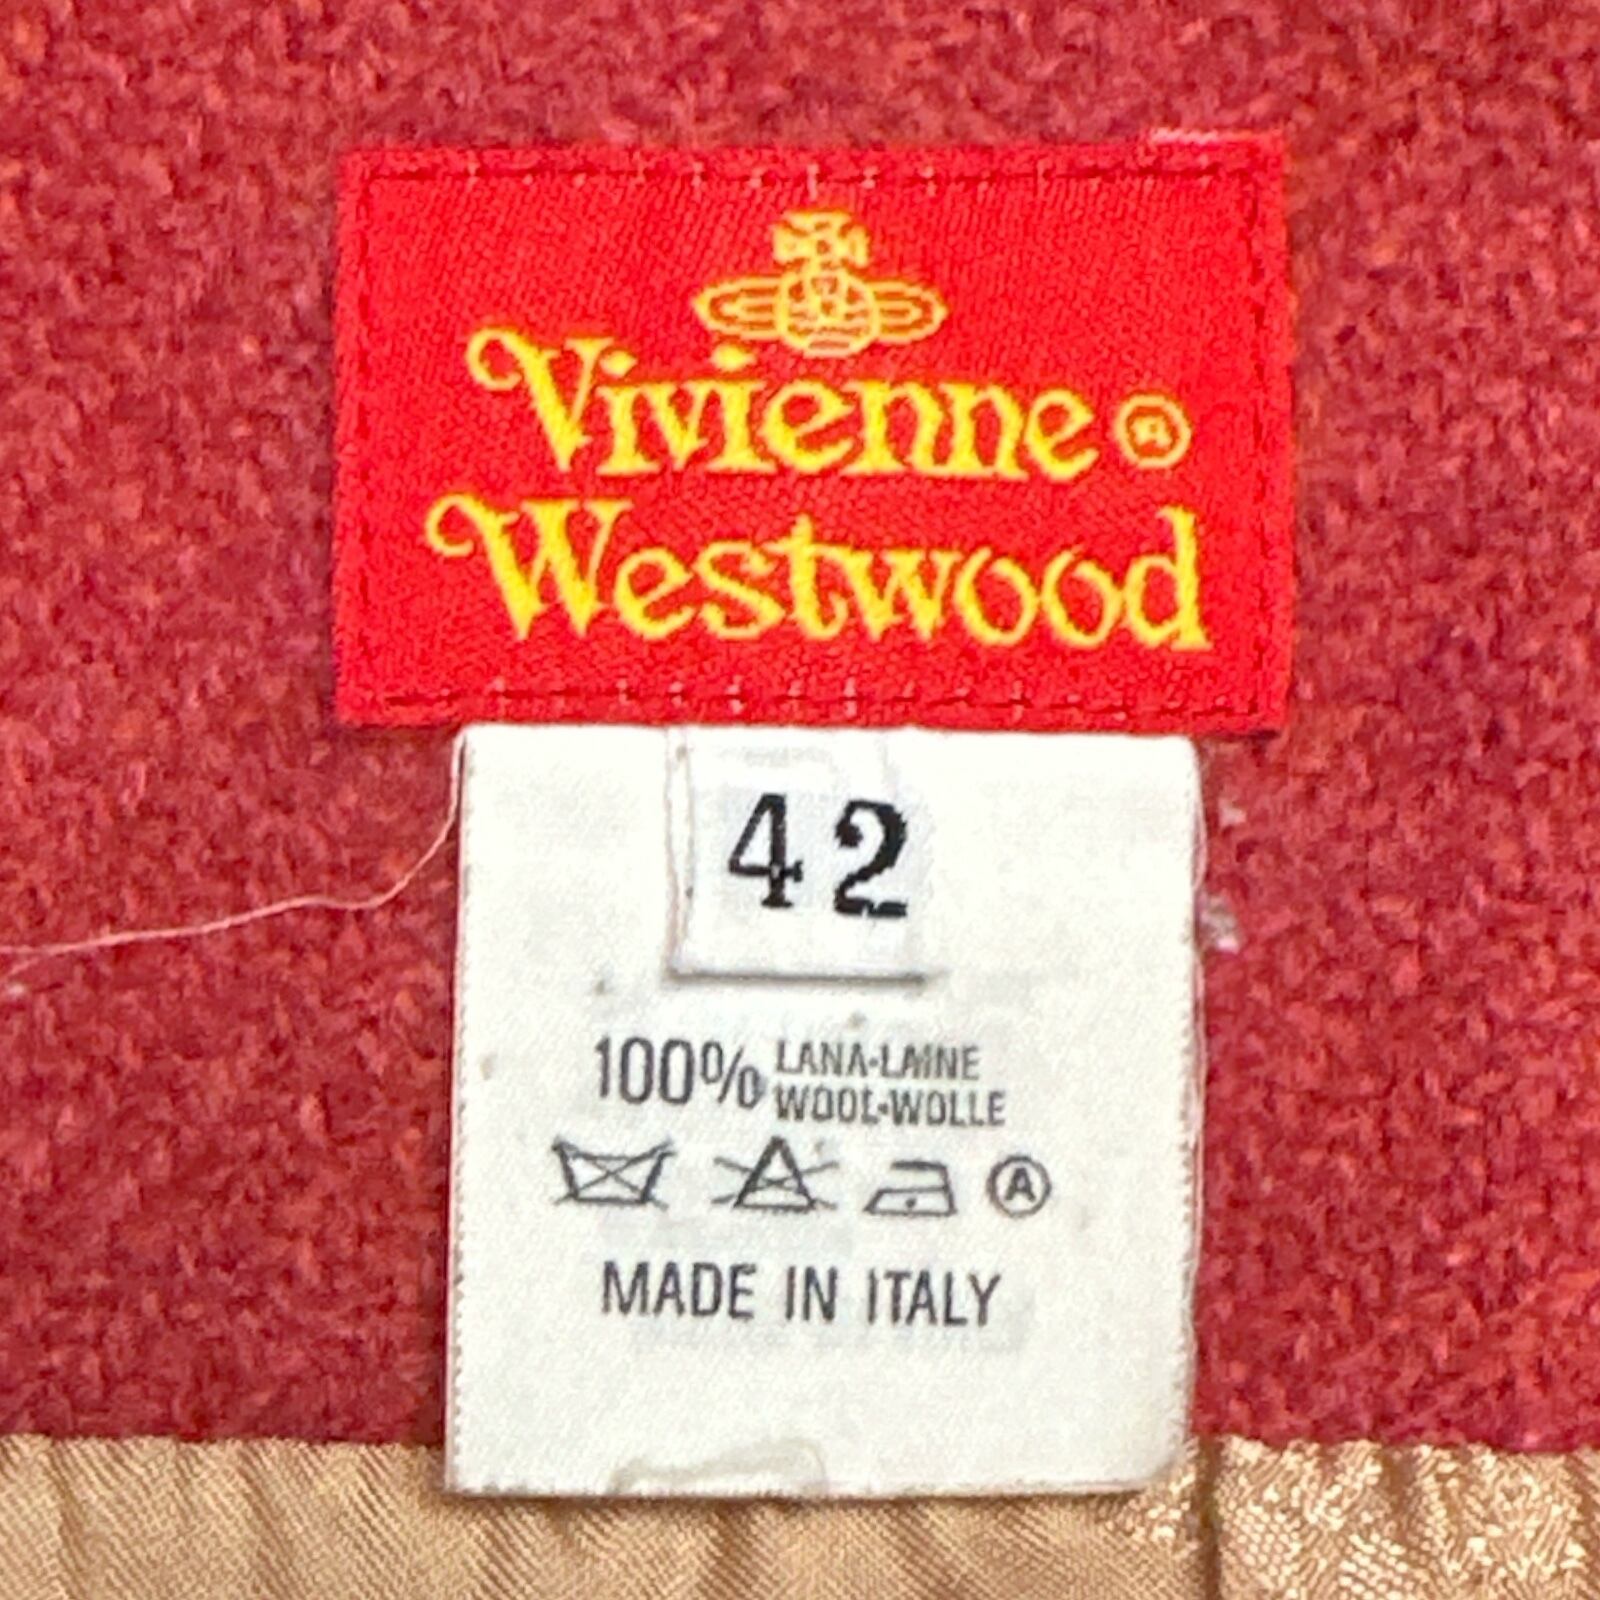 Vivienne®
Westwood
42
100% LANA-LAINE
WOOL-WOLLE
A
MADE IN ITALY